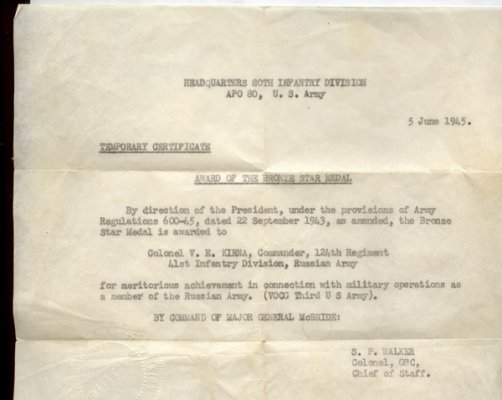 HEADQUARTERS 80TH INFANTRY DIVISION
APO 80, U. S. Army
5 June 1945.
TEMPORARY CERTIFICATE
AWARD OF THE BRONZE STAR MEDAL
By direction of the President, under the provisions of Army
Regulations 600-45, dated 22 September 1943, as amended, the Bronze
Star Medal is awarded to
Colonel V. E. KIRNA, Commander, 124th Regiment
41st Infantry Division, Russian Army
for meritorious achievement in connection with military operations as
a member of the Russian Army. (VOCG Third U S Army).
BY COMMAND OF MAJOR GENERAL McBRIDE:
S. P. WALKER
Colonel, GSC,
Chief of Staff.